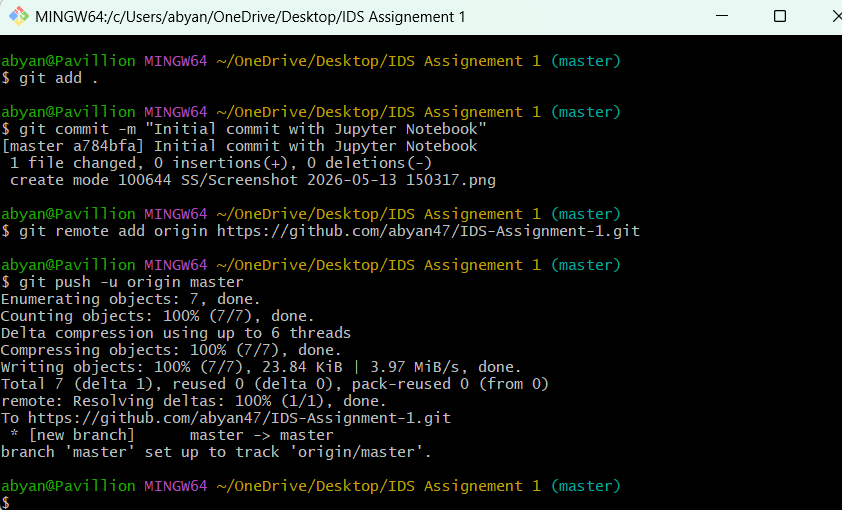 MINGW64:/c/Users/abyan/OneDrive/Desktop/IDS Assignement 1
abyan@Pavillion MINGW64 ~/OneDrive/Desktop/IDS Assignement 1 (master)
$ git add .
abyan@Pavillion MINGW64 ~/OneDrive/Desktop/IDS Assignement 1 (master)
$ git commit -m "Initial commit with Jupyter Notebook"
[master a784bfa] Initial commit with Jupyter Notebook
 1 file changed, 0 insertions(+), 0 deletions(-)
 create mode 100644 SS/Screenshot 2026-05-13 150317.png
abyan@Pavillion MINGW64 ~/OneDrive/Desktop/IDS Assignement 1 (master)
$ git remote add origin https://github.com/abyan47/IDS-Assignment-1.git
abyan@Pavillion MINGW64 ~/OneDrive/Desktop/IDS Assignement 1 (master)
$ git push -u origin master
Enumerating objects: 7, done.
Counting objects: 100% (7/7), done.
Delta compression using up to 6 threads
Compressing objects: 100% (7/7), done.
Writing objects: 100% (7/7), 23.84 KiB | 3.97 MiB/s, done.
Total 7 (delta 1), reused 0 (delta 0), pack-reused 0 (from 0)
remote: Resolving deltas: 100% (1/1), done.
To https://github.com/abyan47/IDS-Assignment-1.git
 * [new branch]      master -> master
branch 'master' set up to track 'origin/master'.
abyan@Pavillion MINGW64 ~/OneDrive/Desktop/IDS Assignement 1 (master)
$